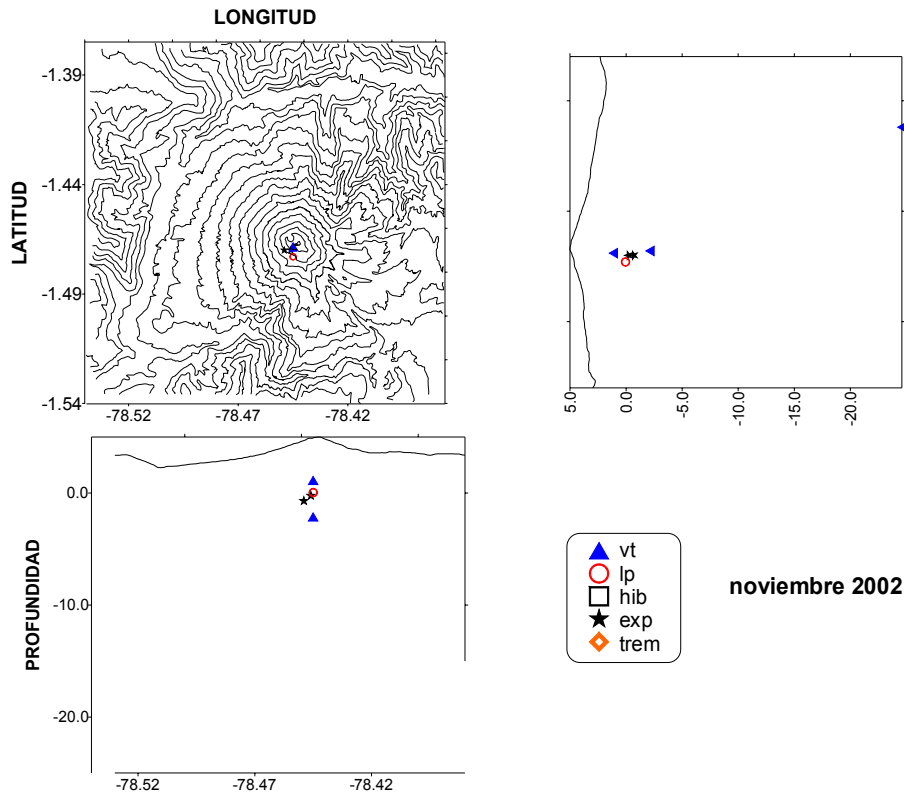 LONGITUD
LATITUD
-1.39
-1.44
-1.49
-1.54
-78.52
-78.47
-78.42
5.0
0.0
-5.0
-10.0
-15.0
-20.0
PROFUNDIDAD
0.0
-10.0
-20.0
-78.52
-78.47
-78.42
vt
lp
hib
exp
trem
noviembre 2002